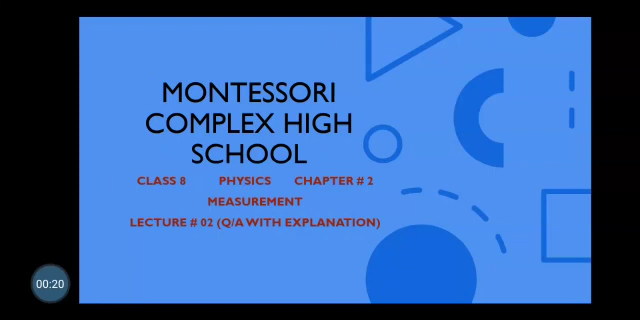 MONTESSORI
COMPLEX HIGH
SCHOOL
CLASS 8 PHYSICS CHAPTER # 2
MEASUREMENT
LECTURE # 02 (Q/A WITH EXPLANATION)
00:20